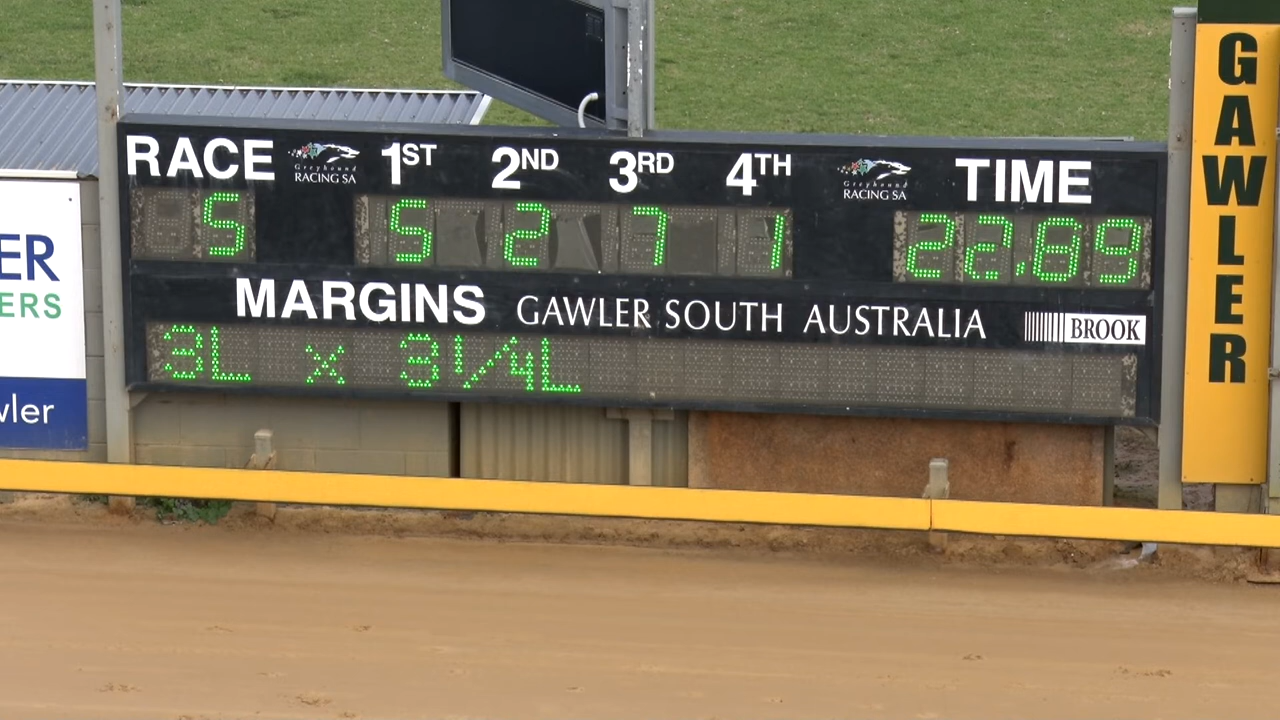 RACE 1ST 2ND 3RD 4TH TIME
Greyhound RACING SA
Greyhound RACING SA
5 5 2 7 1 22.89
MARGINS GAWLER SOUTH AUSTRALIA BROOK
3L x 3 1/4L
GAWLER
ER
ERS
wler